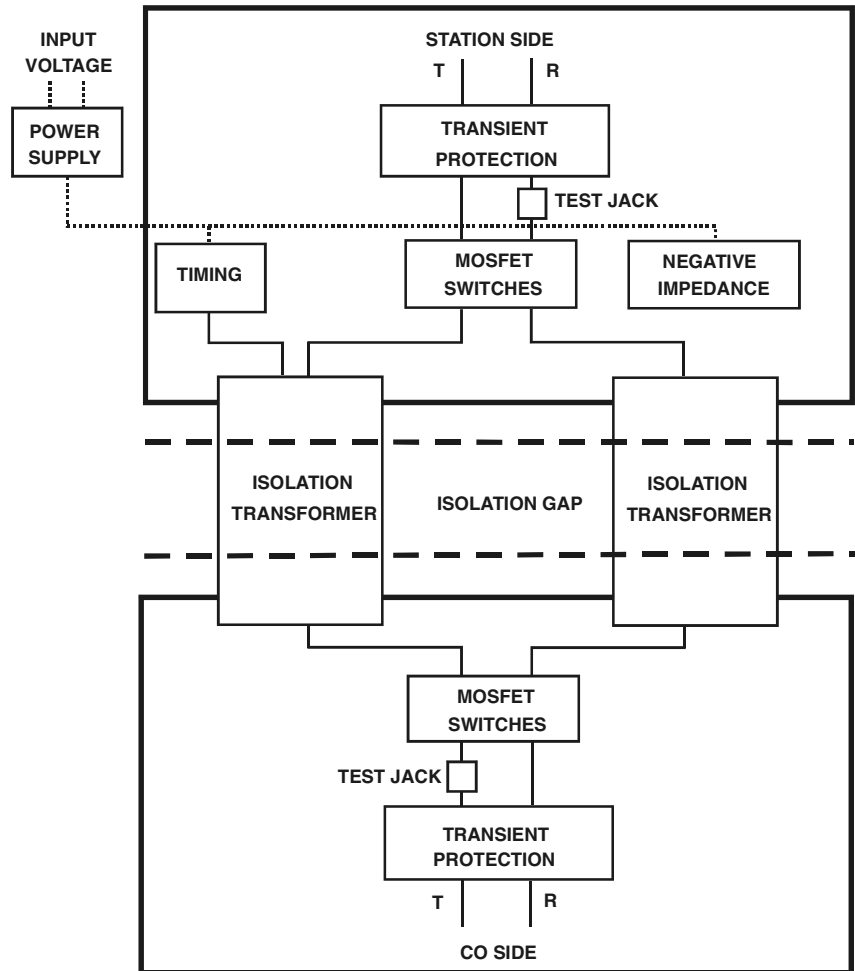 INPUT
VOLTAGE
POWER
SUPPLY
STATION SIDE
T R
TRANSIENT
PROTECTION
TEST JACK
TIMING
MOSFET
SWITCHES
NEGATIVE
IMPEDANCE
ISOLATION
TRANSFORMER
ISOLATION GAP
ISOLATION
TRANSFORMER
MOSFET
SWITCHES
TEST JACK
TRANSIENT
PROTECTION
T R
CO SIDE